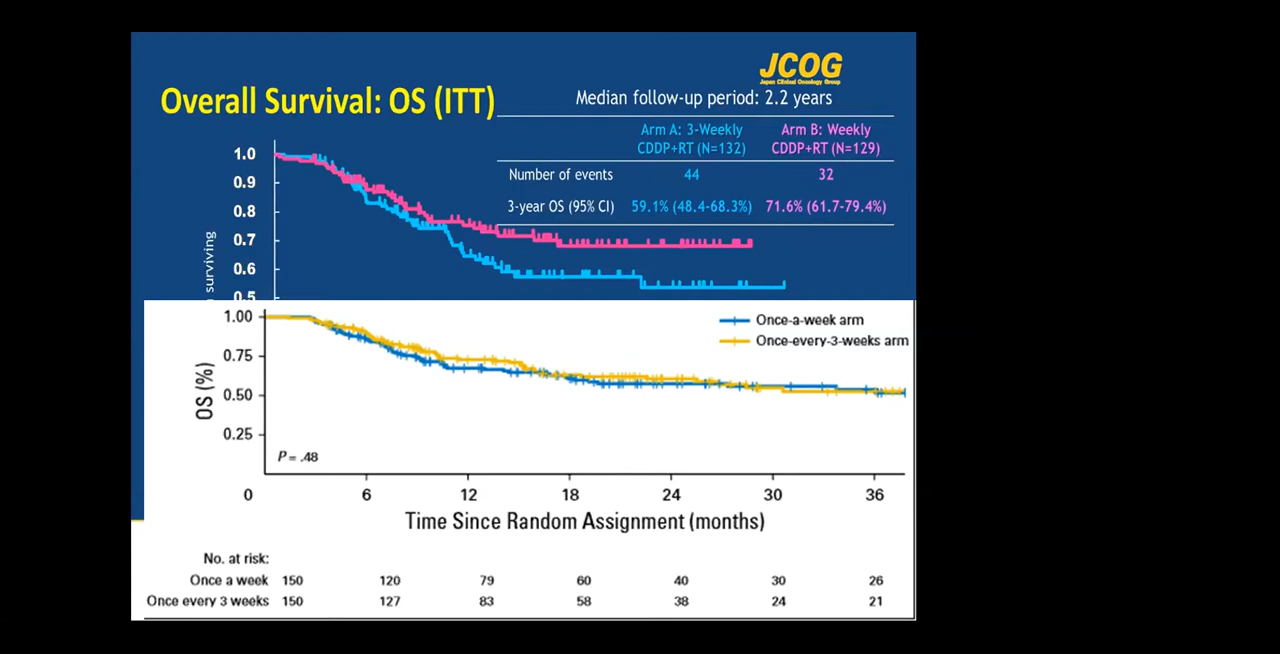 JCOG
Japan Clinical Oncology Group
Overall Survival: OS (ITT)
Median follow-up period: 2.2 years
Arm A: 3-Weekly CDDP+RT (N=132) Arm B: Weekly CDDP+RT (N=129)
Number of events 44 32
3-year OS (95% CI) 59.1% (48.4-68.3%) 71.6% (61.7-79.4%)
1.0
0.9
0.8
0.7
0.6
0.5
surviving
1.00
0.75
0.50
0.25
OS (%)
Once-a-week arm
Once-every-3-weeks arm
P = .48
0 6 12 18 24 30 36
Time Since Random Assignment (months)
No. at risk:
Once a week 150 120 79 60 40 30 26
Once every 3 weeks 150 127 83 58 38 24 21